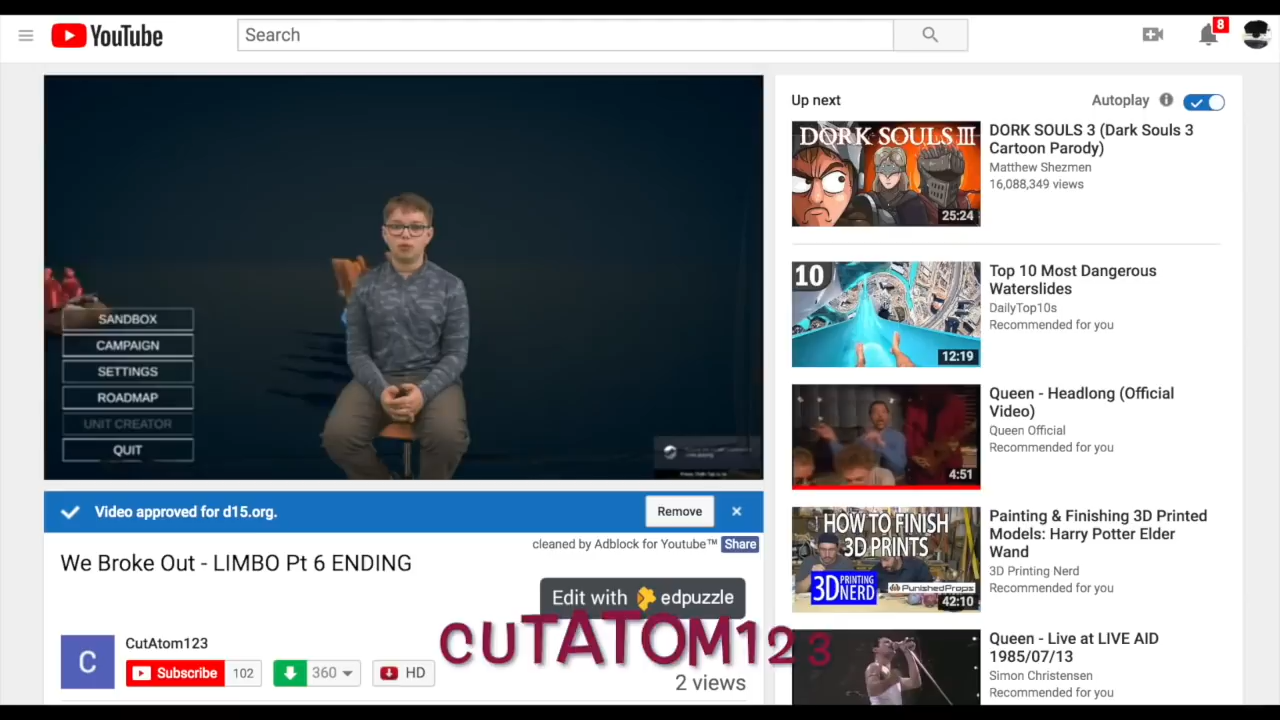 YouTube
Search
8
SANDBOX
CAMPAIGN
SETTINGS
ROADMAP
UNIT CREATOR
QUIT
Video approved for d15.org.
Remove
cleaned by Adblock for Youtube™ Share
We Broke Out - LIMBO Pt 6 ENDING
Edit with edpuzzle
CUTATOM123
C
CutAtom123
Subscribe 102
360
HD
2 views
Up next
Autoplay
DORK SOULS III
25:24
DORK SOULS 3 (Dark Souls 3
Cartoon Parody)
Matthew Shezmen
16,088,349 views
10
12:19
Top 10 Most Dangerous
Waterslides
DailyTop10s
Recommended for you
4:51
Queen - Headlong (Official
Video)
Queen Official
Recommended for you
HOW TO FINISH
3D PRINTS
3D PRINTING
NERD
PunishedProps
42:10
Painting & Finishing 3D Printed
Models: Harry Potter Elder
Wand
3D Printing Nerd
Recommended for you
Queen - Live at LIVE AID
1985/07/13
Simon Christensen
Recommended for you